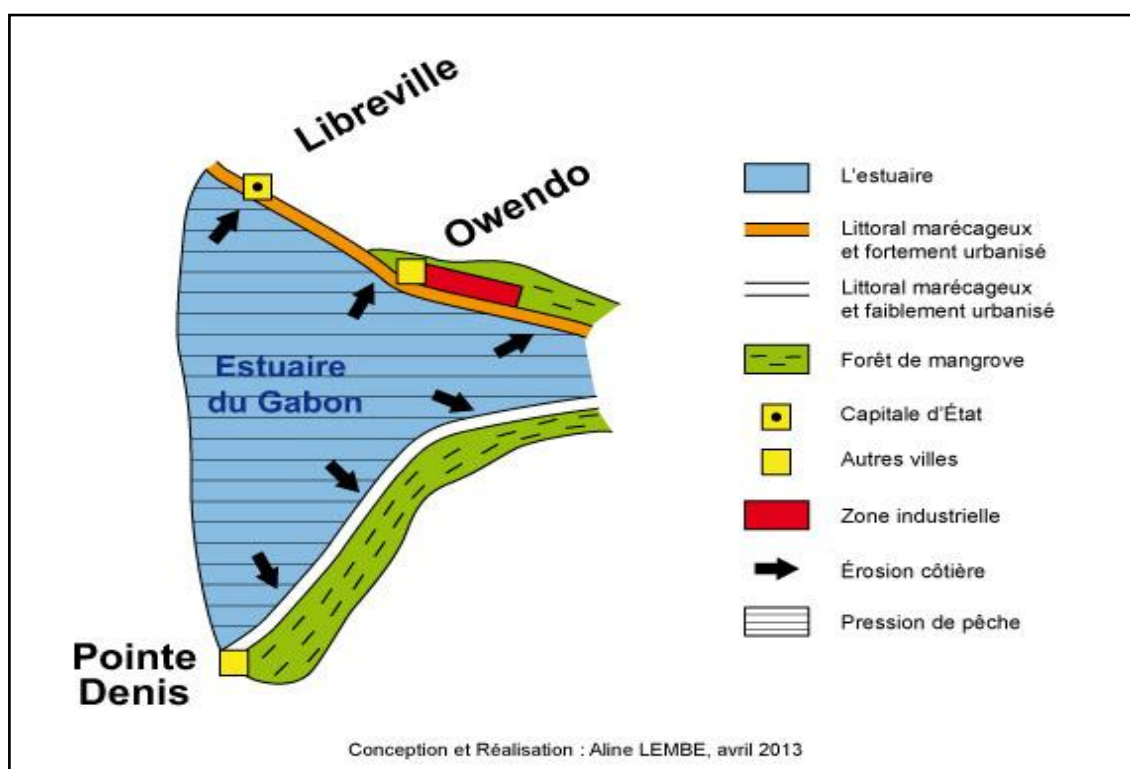 Libreville
Owendo
Estuaire
du Gabon
Pointe
Denis
L'estuaire
Littoral marécageux
et fortement urbanisé
Littoral marécageux
et faiblement urbanisé
Forêt de mangrove
Capitale d'État
Autres villes
Zone industrielle
Érosion côtière
Pression de pêche
Conception et Réalisation : Aline LEMBE, avril 2013